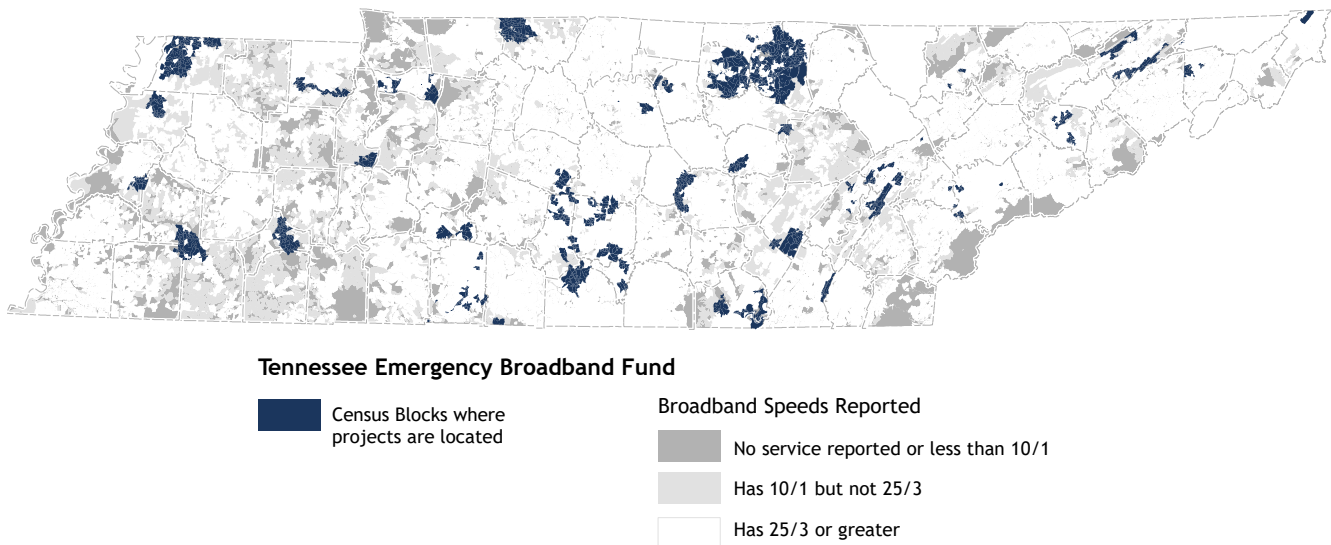 Tennessee Emergency Broadband Fund
Census Blocks where
projects are located
Broadband Speeds Reported
No service reported or less than 10/1
Has 10/1 but not 25/3
Has 25/3 or greater